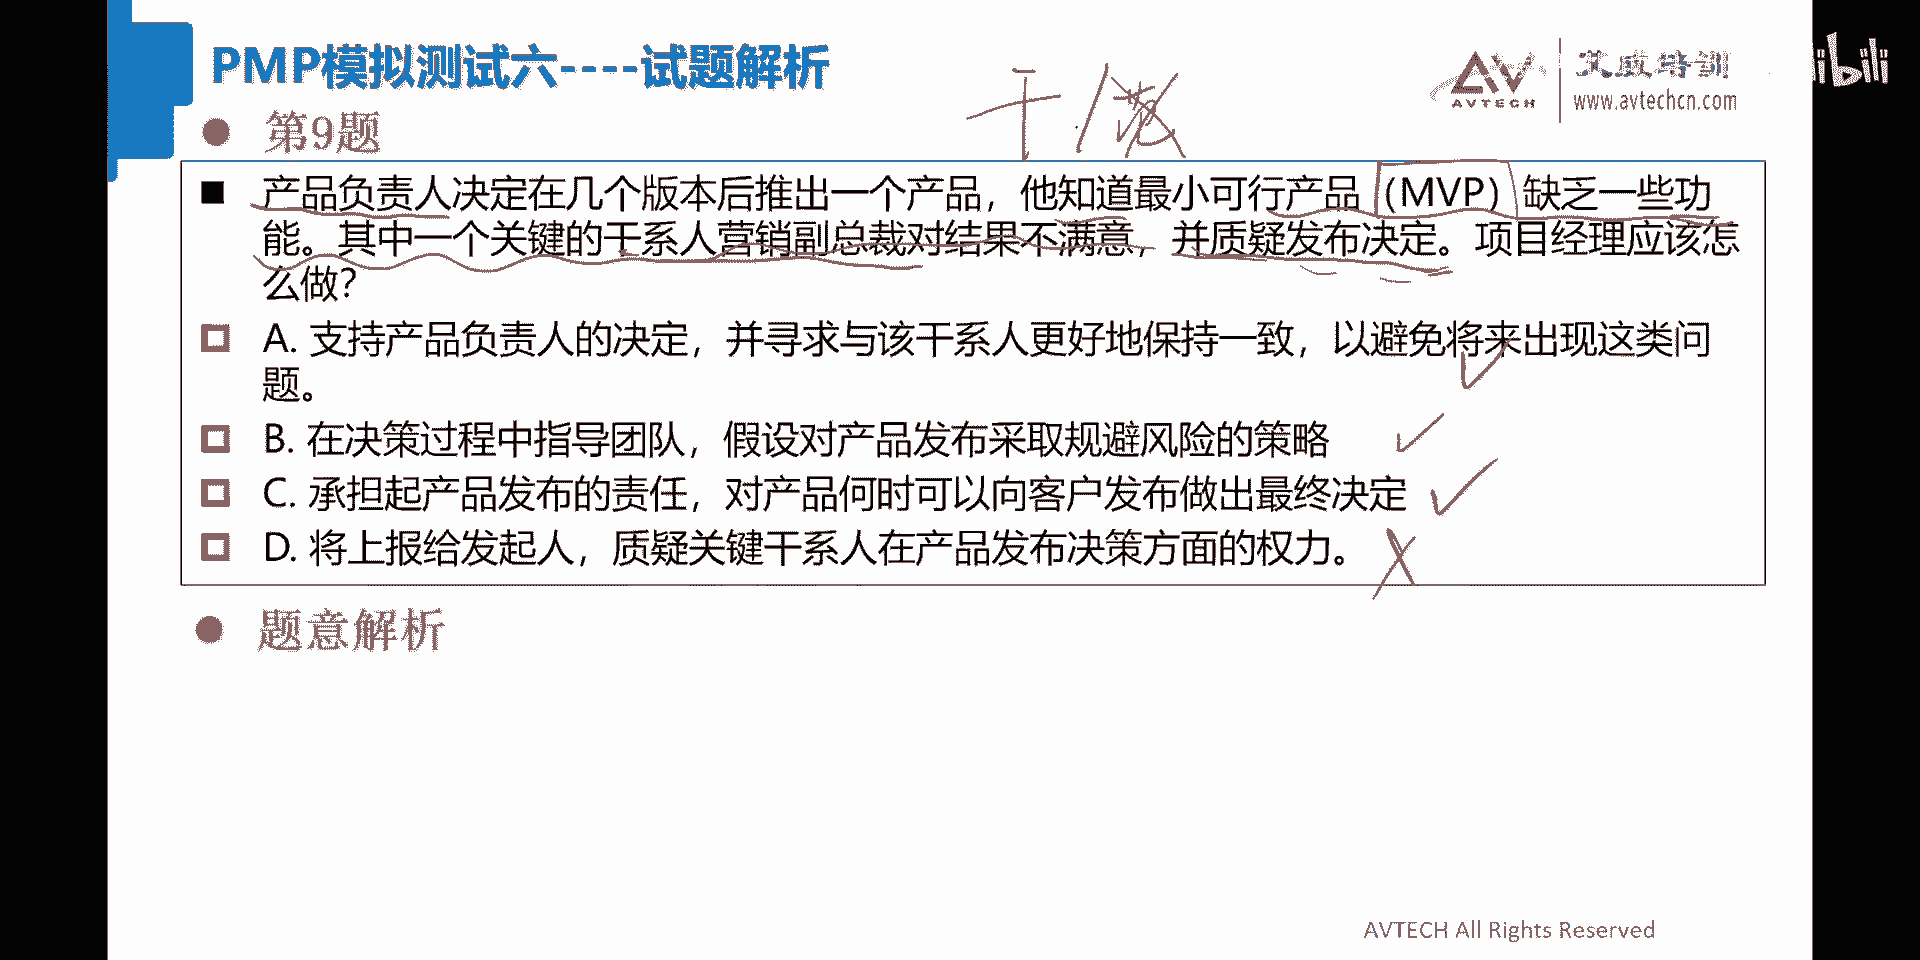 PMP模拟测试六----试题解析
AVTECH
艾威培训
www.avtechcn.com
bilibili
第9题
产品负责人决定在几个版本后推出一个产品，他知道最小可行产品（MVP）缺乏一些功
能。其中一个关键的干系人营销副总裁对结果不满意，并质疑发布决定。项目经理应该怎
么做？
A. 支持产品负责人的决定，并寻求与该干系人更好地保持一致，以避免将来出现这类问
题。
B. 在决策过程中指导团队，假设对产品发布采取规避风险的策略
C. 承担起产品发布的责任，对产品何时可以向客户发布做出最终决定
D. 将上报给发起人，质疑关键干系人在产品发布决策方面的权力。
题意解析
AVTECH All Rights Reserved